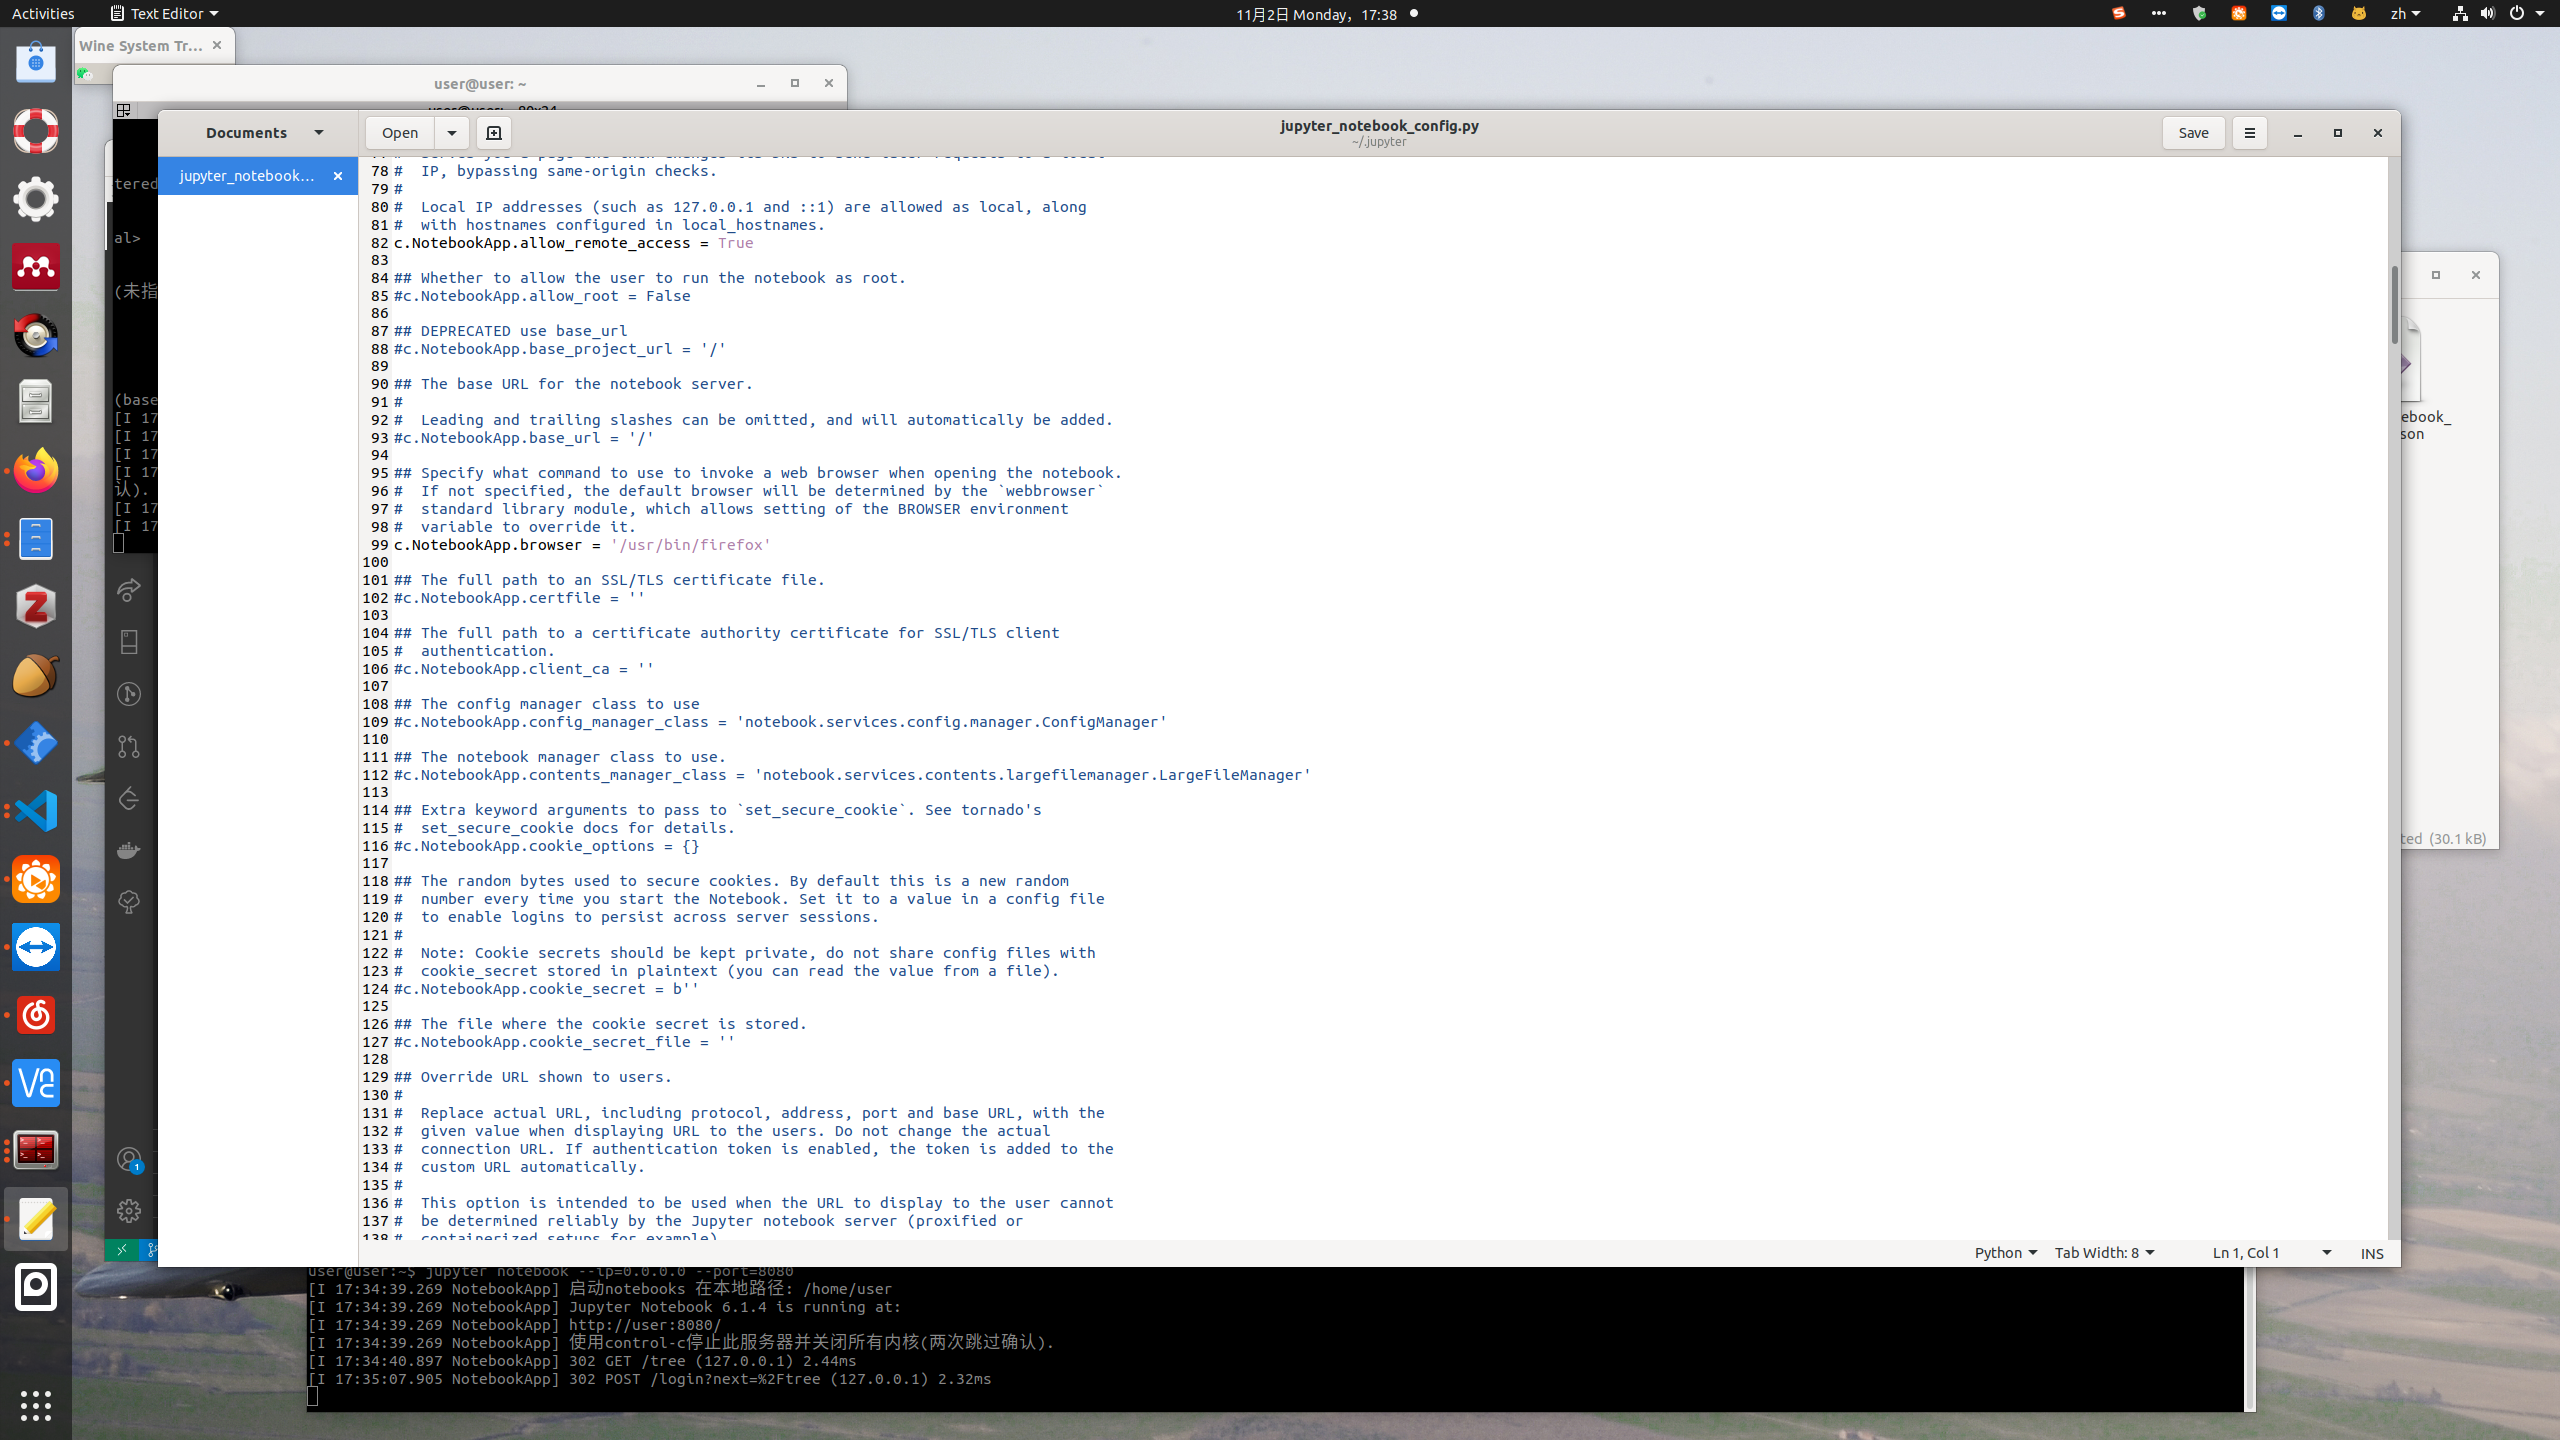 Activities
Text Editor
11月2日 Monday, 17:38
zh
Wine System Tr...
user@user: ~
Documents
Open
jupyter_notebook_config.py
~/.jupyter
Save
jupyter_notebook...
tered
al>
(未指
(base
[I 17
[I 17
[I 17
[I 17
认).
[I 17
[I 17
78 #  IP, bypassing same-origin checks.
79 #
80 #  Local IP addresses (such as 127.0.0.1 and ::1) are allowed as local, along
81 #  with hostnames configured in local_hostnames.
82 c.NotebookApp.allow_remote_access = True
83
84 ## Whether to allow the user to run the notebook as root.
85 #c.NotebookApp.allow_root = False
86
87 ## DEPRECATED use base_url
88 #c.NotebookApp.base_project_url = '/'
89
90 ## The base URL for the notebook server.
91 #
92 #  Leading and trailing slashes can be omitted, and will automatically be added.
93 #c.NotebookApp.base_url = '/'
94
95 ## Specify what command to use to invoke a web browser when opening the notebook.
96 #  If not specified, the default browser will be determined by the `webbrowser`
97 #  standard library module, which allows setting of the BROWSER environment
98 #  variable to override it.
99 c.NotebookApp.browser = '/usr/bin/firefox'
100
101 ## The full path to an SSL/TLS certificate file.
102 #c.NotebookApp.certfile = ''
103
104 ## The full path to a certificate authority certificate for SSL/TLS client
105 #  authentication.
106 #c.NotebookApp.client_ca = ''
107
108 ## The config manager class to use
109 #c.NotebookApp.config_manager_class = 'notebook.services.config.manager.ConfigManager'
110
111 ## The notebook manager class to use.
112 #c.NotebookApp.contents_manager_class = 'notebook.services.contents.largefilemanager.LargeFileManager'
113
114 ## Extra keyword arguments to pass to `set_secure_cookie`. See tornado's
115 #  set_secure_cookie docs for details.
116 #c.NotebookApp.cookie_options = {}
117
118 ## The random bytes used to secure cookies. By default this is a new random
119 #  number every time you start the Notebook. Set it to a value in a config file
120 #  to enable logins to persist across server sessions.
121 #
122 #  Note: Cookie secrets should be kept private, do not share config files with
123 #  cookie_secret stored in plaintext (you can read the value from a file).
124 #c.NotebookApp.cookie_secret = b''
125
126 ## The file where the cookie secret is stored.
127 #c.NotebookApp.cookie_secret_file = ''
128
129 ## Override URL shown to users.
130 #
131 #  Replace actual URL, including protocol, address, port and base URL, with the
132 #  given value when displaying URL to the users. Do not change the actual
133 #  connection URL. If authentication token is enabled, the token is added to the
134 #  custom URL automatically.
135 #
136 #  This option is intended to be used when the URL to display to the user cannot
137 #  be determined reliably by the Jupyter notebook server (proxified or
138 #  containerized setups for example)
ebook_
son
ted (30.1 kB)
1
Python
Tab Width: 8
Ln 1, Col 1
INS
user@user:~$ jupyter notebook --ip=0.0.0.0 --port=8080
[I 17:34:39.269 NotebookApp] 启动notebooks 在本地路径: /home/user
[I 17:34:39.269 NotebookApp] Jupyter Notebook 6.1.4 is running at:
[I 17:34:39.269 NotebookApp] http://user:8080/
[I 17:34:39.269 NotebookApp] 使用control-c停止此服务器并关闭所有内核(两次跳过确认).
[I 17:34:40.897 NotebookApp] 302 GET /tree (127.0.0.1) 2.44ms
[I 17:35:07.905 NotebookApp] 302 POST /login?next=%2Ftree (127.0.0.1) 2.32ms